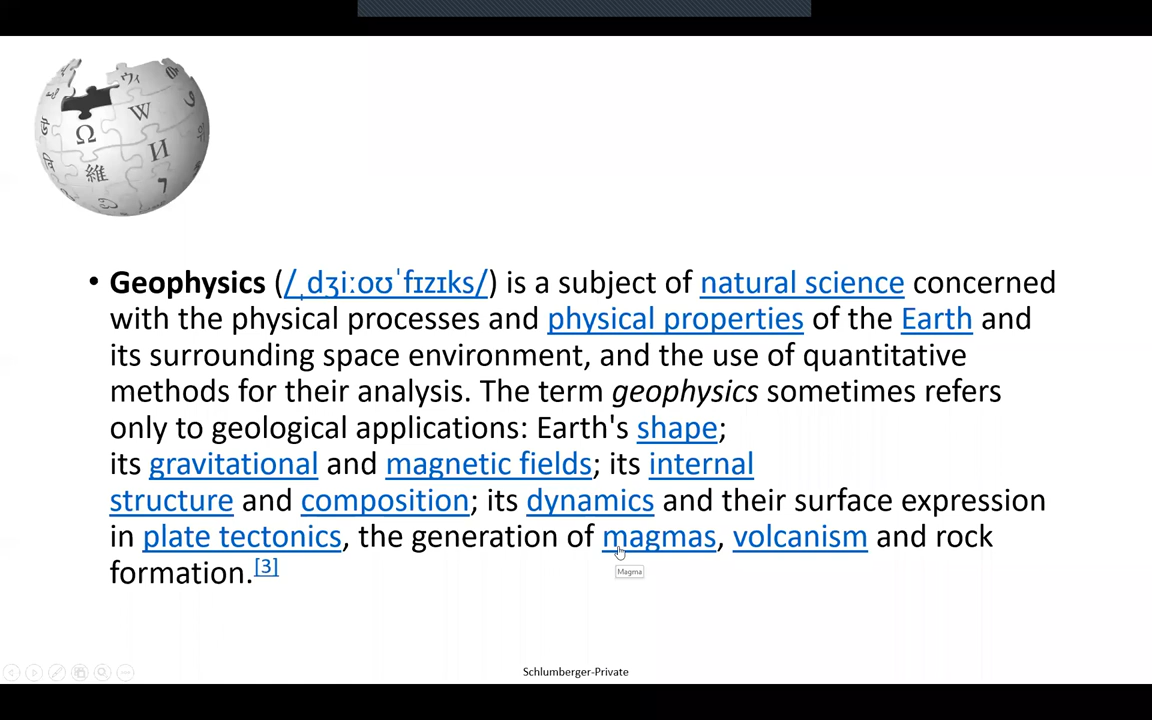 • Geophysics (/ˌdʒiːoʊˈfɪzɪks/) is a subject of natural science concerned
with the physical processes and physical properties of the Earth and
its surrounding space environment, and the use of quantitative
methods for their analysis. The term geophysics sometimes refers
only to geological applications: Earth's shape;
its gravitational and magnetic fields; its internal
structure and composition; its dynamics and their surface expression
in plate tectonics, the generation of magmas, volcanism and rock
formation.[3]
Magma
Schlumberger-Private